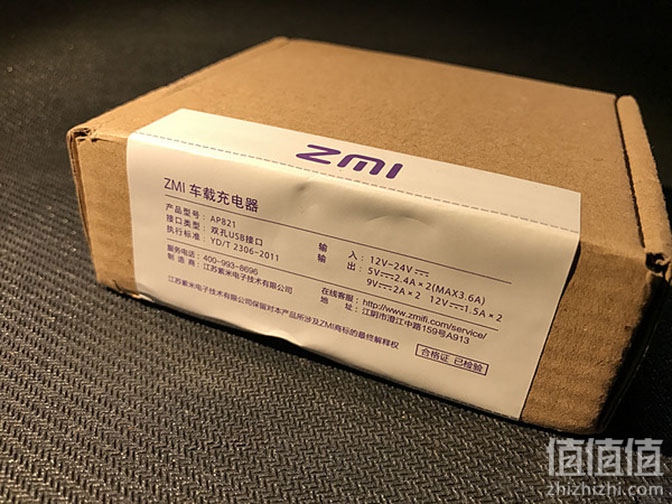 ZMI
ZMI 车载充电器
产品型号: AP821
接口类型: 双孔USB接口
执行标准: YD/T 2306-2011
输 入: 12V-24V⎓
输 出: 5V⎓2.4A×2(MAX3.6A)
9V⎓2A×2 12V⎓1.5A×2
服务电话: 400-993-8696
制 造 商: 江苏紫米电子技术有限公司
在线客服: http://www.zmifi.com/service/
地 址: 江阴市澄江中路159号A913
江苏紫米电子技术有限公司保留对本产品所涉及ZMI商标的最终解释权
合格证 已检验
值值值
zhizhizhi.com